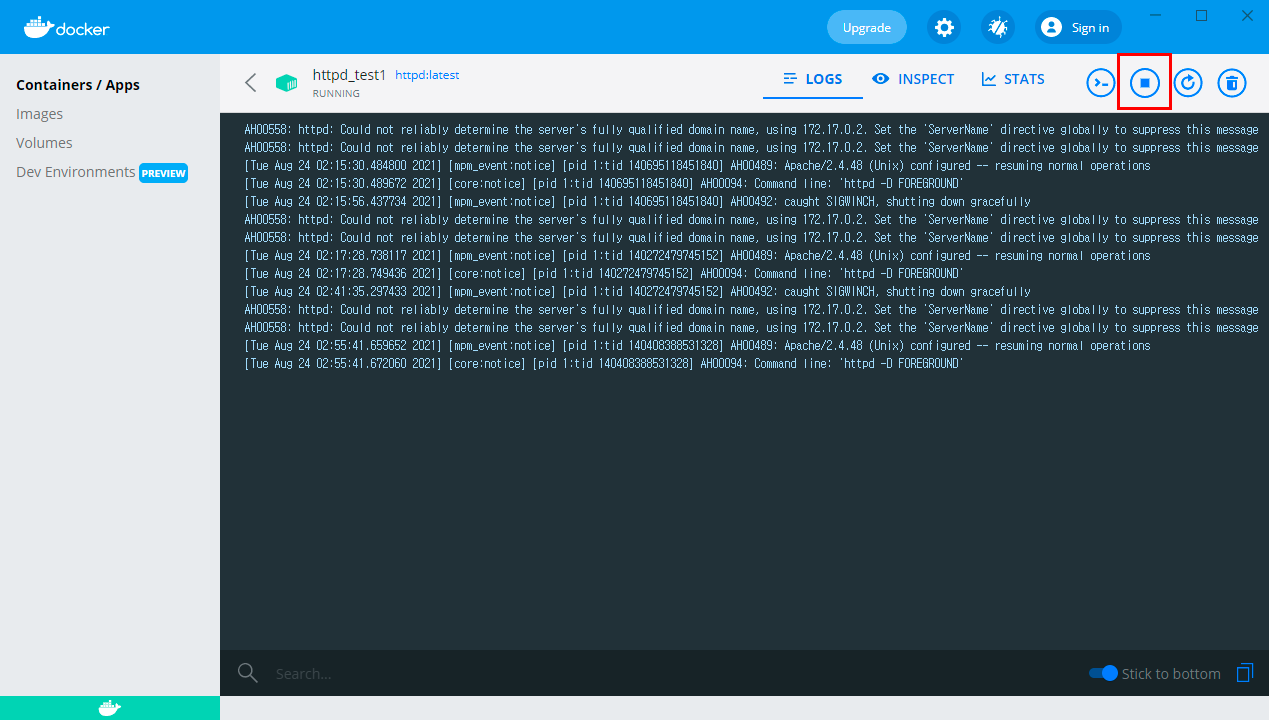 docker
Upgrade
Sign in
Containers / Apps
Images
Volumes
Dev Environments PREVIEW
httpd_test1 httpd:latest
RUNNING
LOGS
INSPECT
STATS
AH00558: httpd: Could not reliably determine the server's fully qualified domain name, using 172.17.0.2. Set the 'ServerName' directive globally to suppress this message
AH00558: httpd: Could not reliably determine the server's fully qualified domain name, using 172.17.0.2. Set the 'ServerName' directive globally to suppress this message
[Tue Aug 24 02:15:30.484800 2021] [mpm_event:notice] [pid 1:tid 140695118451840] AH00489: Apache/2.4.48 (Unix) configured -- resuming normal operations
[Tue Aug 24 02:15:30.489672 2021] [core:notice] [pid 1:tid 140695118451840] AH00094: Command line: 'httpd -D FOREGROUND'
[Tue Aug 24 02:15:56.437734 2021] [mpm_event:notice] [pid 1:tid 140695118451840] AH00492: caught SIGWINCH, shutting down gracefully
AH00558: httpd: Could not reliably determine the server's fully qualified domain name, using 172.17.0.2. Set the 'ServerName' directive globally to suppress this message
AH00558: httpd: Could not reliably determine the server's fully qualified domain name, using 172.17.0.2. Set the 'ServerName' directive globally to suppress this message
[Tue Aug 24 02:17:28.738117 2021] [mpm_event:notice] [pid 1:tid 140272479745152] AH00489: Apache/2.4.48 (Unix) configured -- resuming normal operations
[Tue Aug 24 02:17:28.749436 2021] [core:notice] [pid 1:tid 140272479745152] AH00094: Command line: 'httpd -D FOREGROUND'
[Tue Aug 24 02:41:35.297433 2021] [mpm_event:notice] [pid 1:tid 140272479745152] AH00492: caught SIGWINCH, shutting down gracefully
AH00558: httpd: Could not reliably determine the server's fully qualified domain name, using 172.17.0.2. Set the 'ServerName' directive globally to suppress this message
AH00558: httpd: Could not reliably determine the server's fully qualified domain name, using 172.17.0.2. Set the 'ServerName' directive globally to suppress this message
[Tue Aug 24 02:55:41.659652 2021] [mpm_event:notice] [pid 1:tid 140408388531328] AH00489: Apache/2.4.48 (Unix) configured -- resuming normal operations
[Tue Aug 24 02:55:41.672060 2021] [core:notice] [pid 1:tid 140408388531328] AH00094: Command line: 'httpd -D FOREGROUND'
Search...
Stick to bottom